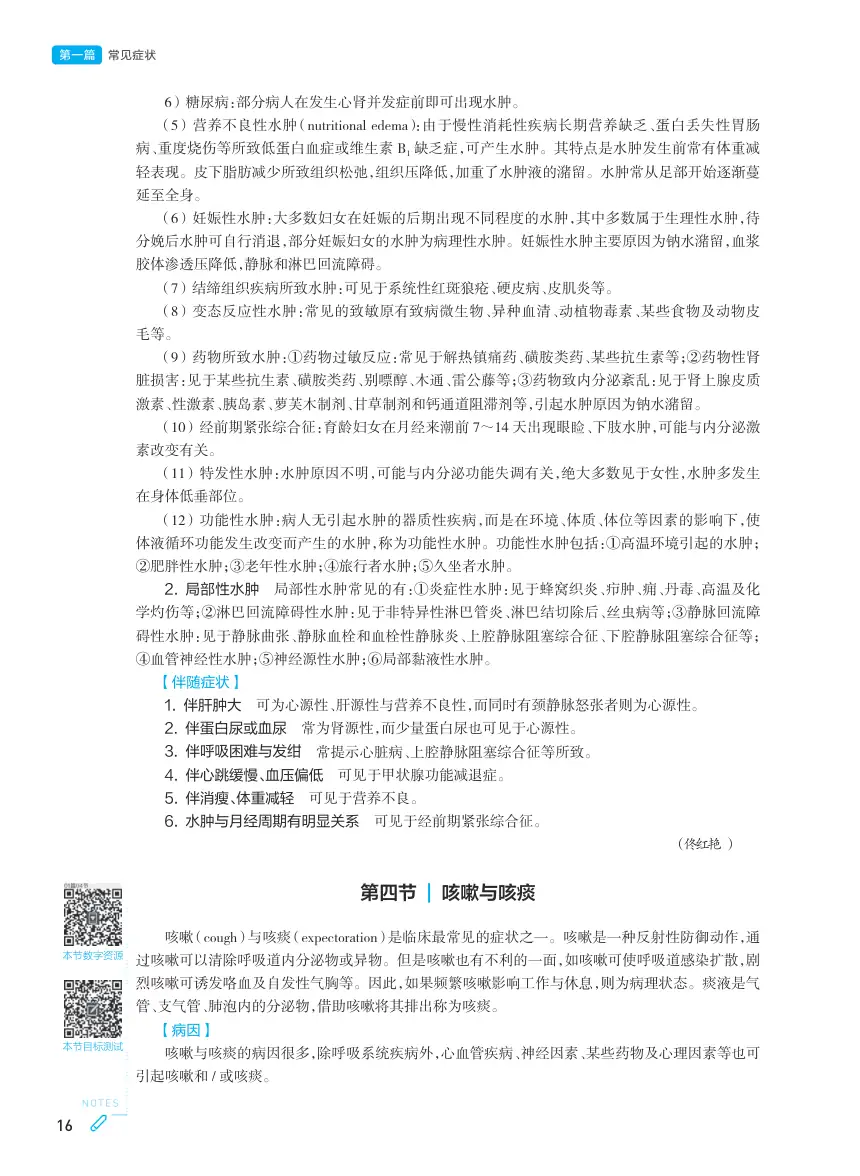 第一篇 常见症状
6）糖尿病：部分病人在发生心肾并发症前即可出现水肿。
（5）营养不良性水肿（nutritional edema）：由于慢性消耗性疾病长期营养缺乏、蛋白丢失性胃肠
病、重度烧伤等所致低蛋白血症或维生素 B₁ 缺乏症，可产生水肿。其特点是水肿发生前常有体重减
轻表现。皮下脂肪减少所致组织松弛，组织压降低，加重了水肿液的潴留。水肿常从足部开始逐渐蔓
延至全身。
（6）妊娠性水肿：大多数妇女在妊娠的后期出现不同程度的水肿，其中多数属于生理性水肿，待
分娩后水肿可自行消退，部分妊娠妇女的水肿为病理性水肿。妊娠性水肿主要原因为钠水潴留，血浆
胶体渗透压降低，静脉和淋巴回流障碍。
（7）结缔组织疾病所致水肿：可见于系统性红斑狼疮、硬皮病、皮肌炎等。
（8）变态反应性水肿：常见的致敏原有致病微生物、异种血清、动植物毒素、某些食物及动物皮
毛等。
（9）药物所致水肿：①药物过敏反应：常见于解热镇痛药、磺胺类药、某些抗生素等；②药物性肾
脏损害：见于某些抗生素、磺胺类药、别嘌醇、木通、雷公藤等；③药物致内分泌紊乱：见于肾上腺皮质
激素、性激素、胰岛素、萝芙木制剂、甘草制剂和钙通道阻滞剂等，引起水肿原因为钠水潴留。
（10）经前期紧张综合征：育龄妇女在月经来潮前 7～14 天出现眼睑、下肢水肿，可能与内分泌激
素改变有关。
（11）特发性水肿：水肿原因不明，可能与内分泌功能失调有关，绝大多数见于女性，水肿多发生
在身体低垂部位。
（12）功能性水肿：病人无引起水肿的器质性疾病，而是在环境、体质、体位等因素的影响下，使
体液循环功能发生改变而产生的水肿，称为功能性水肿。功能性水肿包括：①高温环境引起的水肿；
②肥胖性水肿；③老年性水肿；④旅行者水肿；⑤久坐者水肿。
2. 局部性水肿 局部性水肿常见的有：①炎症性水肿：见于蜂窝织炎、疖肿、痈、丹毒、高温及化
学灼伤等；②淋巴回流障碍性水肿：见于非特异性淋巴管炎、淋巴结切除后、丝虫病等；③静脉回流障
碍性水肿：见于静脉曲张、静脉血栓和血栓性静脉炎、上腔静脉阻塞综合征、下腔静脉阻塞综合征等；
④血管神经性水肿；⑤神经源性水肿；⑥局部黏液性水肿。
【伴随症状】
1. 伴肝肿大 可为心源性、肝源性与营养不良性，而同时有颈静脉怒张者则为心源性。
2. 伴蛋白尿或血尿 常为肾源性，而少量蛋白尿也可见于心源性。
3. 伴呼吸困难与发绀 常提示心脏病、上腔静脉阻塞综合征等所致。
4. 伴心跳缓慢、血压偏低 可见于甲状腺功能减退症。
5. 伴消瘦、体重减轻 可见于营养不良。
6. 水肿与月经周期有明显关系 可见于经前期紧张综合征。
（佟红艳 ）
第四节 | 咳嗽与咳痰
本节数字资源
本节目标测试
咳嗽（cough）与咳痰（expectoration）是临床最常见的症状之一。咳嗽是一种反射性防御动作，通
过咳嗽可以清除呼吸道内分泌物或异物。但是咳嗽也有不利的一面，如咳嗽可使呼吸道感染扩散，剧
烈咳嗽可诱发咯血及自发性气胸等。因此，如果频繁咳嗽影响工作与休息，则为病理状态。痰液是气
管、支气管、肺泡内的分泌物，借助咳嗽将其排出称为咳痰。
【病因】
咳嗽与咳痰的病因很多，除呼吸系统疾病外，心血管疾病、神经因素、某些药物及心理因素等也可
引起咳嗽和 / 或咳痰。
NOTES
16